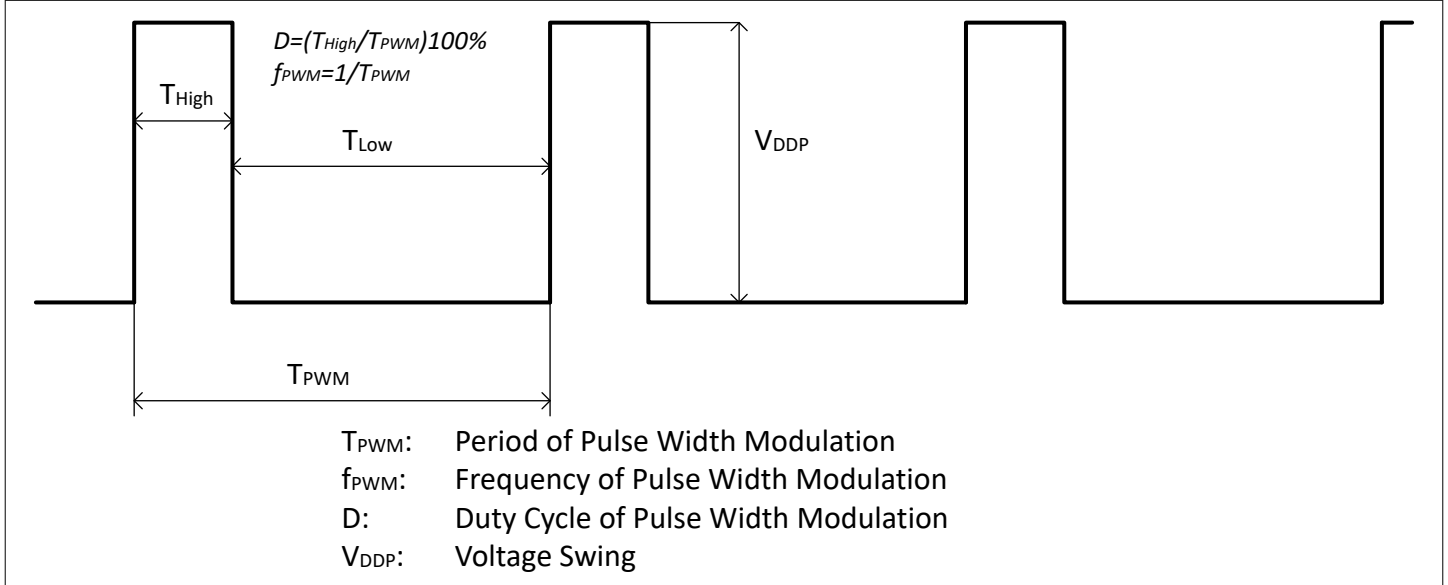 D=(THigh/TPWM)100%
fPWM=1/TPWM
THigh
TLow
VDDP
TPWM
TPWM: Period of Pulse Width Modulation
fPWM: Frequency of Pulse Width Modulation
D: Duty Cycle of Pulse Width Modulation
VDDP: Voltage Swing